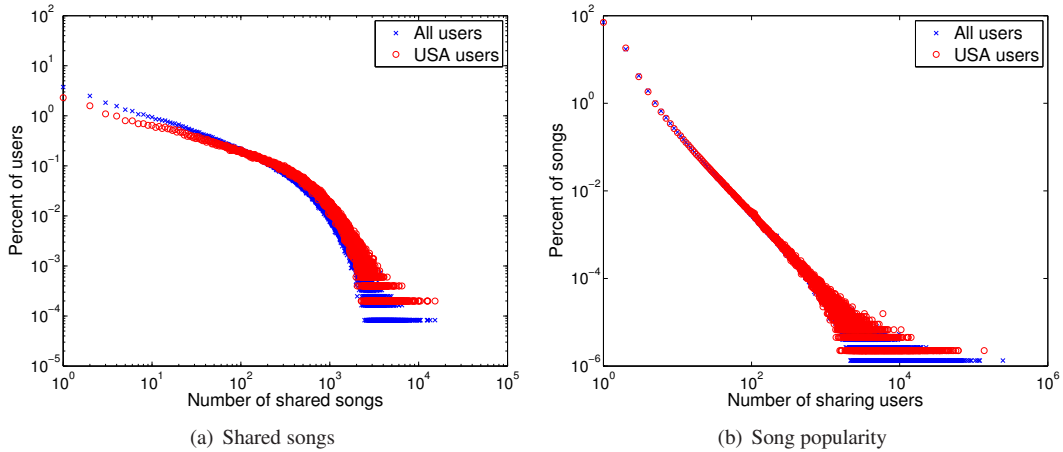 10^2
10^1
10^0
10^-1
10^-2
10^-3
10^-4
10^-5
Percent of users
All users
USA users
10^0 10^1 10^2 10^3 10^4 10^5
Number of shared songs
(a) Shared songs
10^2
10^0
10^-2
10^-4
10^-6
Percent of songs
All users
USA users
10^0 10^2 10^4 10^6
Number of sharing users
(b) Song popularity